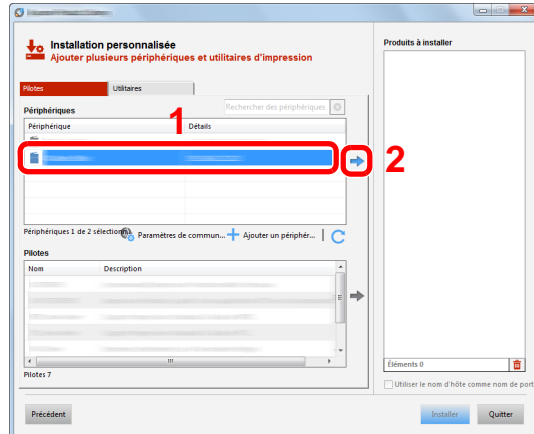 Installation personnalisée
Ajouter plusieurs périphériques et utilitaires d'impression
Produits à installer
Pilotes
Utilitaires
Périphériques
Rechercher des périphériques
1
Périphérique
Détails
2
Périphériques 1 de 2 sélection
Paramètres de commun...
Ajouter un périphér...
Pilotes
Nom
Description
Pilotes 7
Éléments 0
Utiliser le nom d'hôte comme nom de port
Précédent
Installer
Quitter